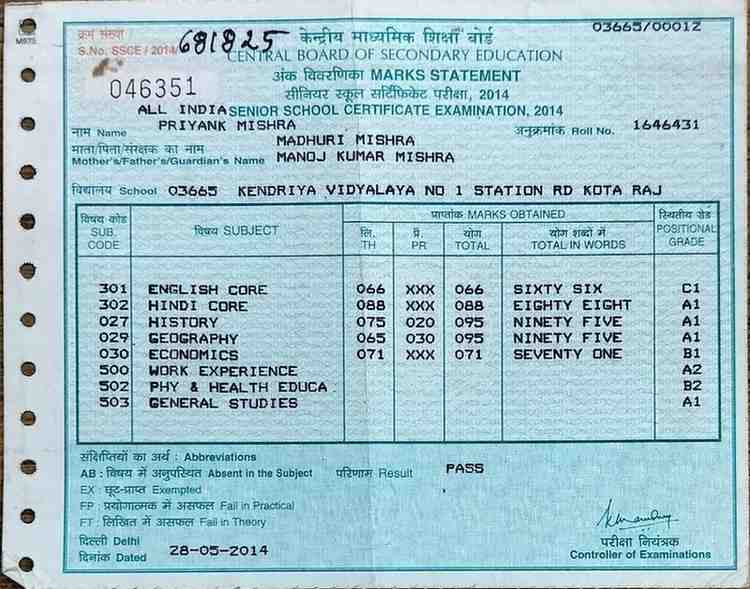 M975
क्रम संख्या
S.No. SSCE / 2014/ 681825
046351
03665/00012
केन्द्रीय माध्यमिक शिक्षा बोर्ड
CENTRAL BOARD OF SECONDARY EDUCATION
अंक विवरणिका MARKS STATEMENT
सीनियर स्कूल सर्टिफिकेट परीक्षा, 2014
ALL INDIA SENIOR SCHOOL CERTIFICATE EXAMINATION, 2014
नाम Name PRIYANK MISHRA अनुक्रमांक Roll No. 1646431
माता/पिता/संरक्षक का नाम MADHURI MISHRA
Mother's/Father's/Guardian's Name MANOJ KUMAR MISHRA
विद्यालय School 03665 KENDRIYA VIDYALAYA NO 1 STATION RD KOTA RAJ
विषय कोड SUB. CODE विषय SUBJECT प्राप्तांक MARKS OBTAINED स्थितीय ग्रेड POSITIONAL GRADE
लि. TH प्रै. PR योग TOTAL योग शब्दों में TOTAL IN WORDS
301 ENGLISH CORE 066 XXX 066 SIXTY SIX C1
302 HINDI CORE 088 XXX 088 EIGHTY EIGHT A1
027 HISTORY 075 020 095 NINETY FIVE A1
029 GEOGRAPHY 065 030 095 NINETY FIVE A1
030 ECONOMICS 071 XXX 071 SEVENTY ONE B1
500 WORK EXPERIENCE A2
502 PHY & HEALTH EDUCA B2
503 GENERAL STUDIES A1
संक्षिप्तियों का अर्थ : Abbreviations
AB : विषय में अनुपस्थित Absent in the Subject परिणाम Result PASS
EX : छूट-प्राप्त Exempted
FP : प्रयोगात्मक में असफल Fail in Practical
FT : लिखित में असफल Fail in Theory
दिल्ली Delhi
दिनांक Dated 28-05-2014
परीक्षा नियंत्रक
Controller of Examinations